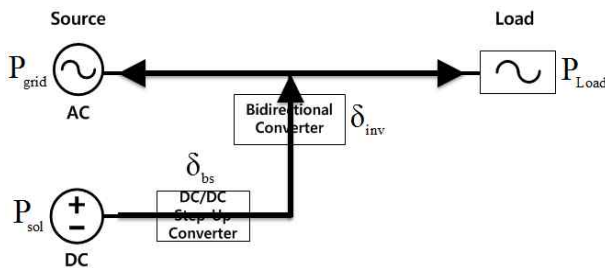 Source
Load
P_grid
P_Load
AC
Bidirectional
Converter
δ_inv
δ_bs
DC/DC
Step-Up
Converter
P_sol
+
−
DC